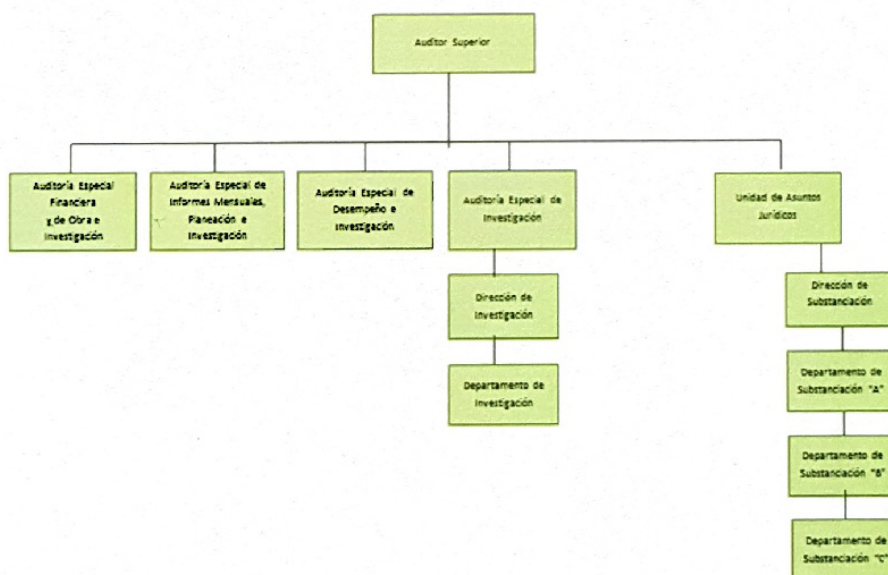 Auditor Superior
Auditoría Especial
Financiera
y de Obra e
Investigación
Auditoría Especial de
Informes Mensuales,
Planeación e
Investigación
Auditoría Especial de
Desempeño e
Investigación
Auditoría Especial de
Investigación
Unidad de Asuntos
Jurídicos
Dirección de
Investigación
Departamento de
Investigación
Dirección de
Substanciación
Departamento de
Substanciación "A"
Departamento de
Substanciación "B"
Departamento de
Substanciación "C"